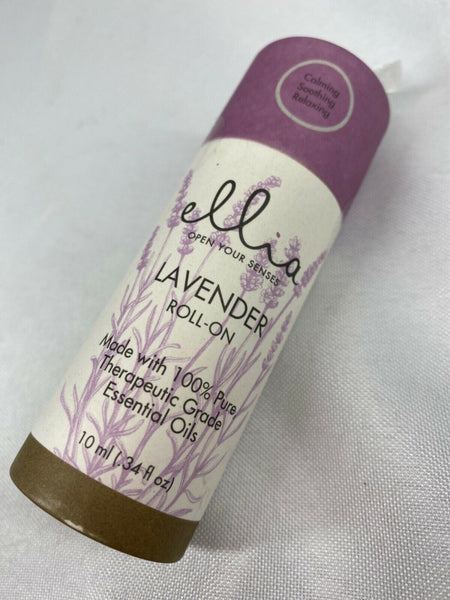 Calming
Soothing
Relaxing
ellia
OPEN YOUR SENSES
LAVENDER
ROLL-ON
Made with 100% Pure,
Therapeutic Grade
Essential Oils
10 ml (.34 fl oz)